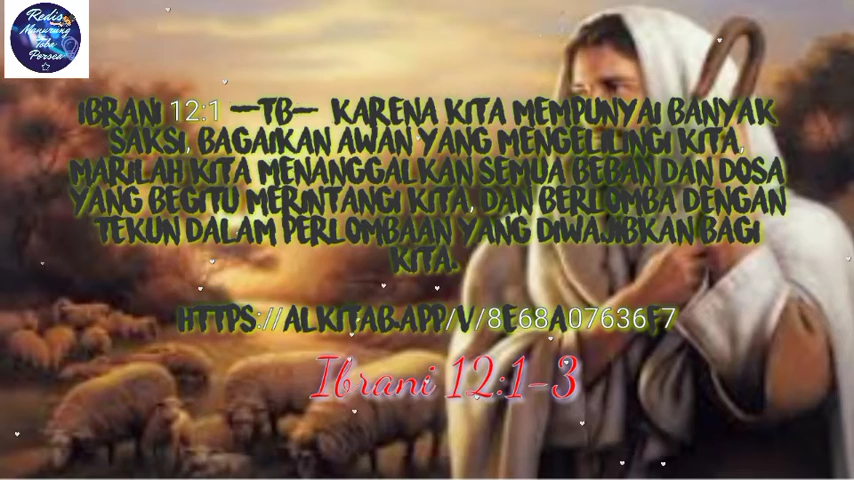 Redis
Manurung
Toba
Persea
IBRANI 12:1 —TB— KARENA KITA MEMPUNYAI BANYAK
SAKSI, BAGAIKAN AWAN YANG MENGELILINGI KITA,
MARILAH KITA MENANGGALKAN SEMUA BEBAN DAN DOSA
YANG BEGITU MERINTANGI KITA, DAN BERLOMBA DENGAN
TEKUN DALAM PERLOMBAAN YANG DIWAJIBKAN BAGI
KITA.
HTTPS://ALKITAB.APP/V/8E68A07636F7
Ibrani 12:1-3